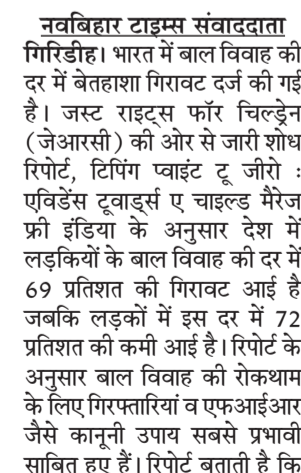 नवबिहार टाइम्स संवाददाता
गिरिडीह। भारत में बाल विवाह की
दर में बेतहाशा गिरावट दर्ज की गई
है। जस्ट राइट्स फॉर चिल्ड्रेन
(जेआरसी) की ओर से जारी शोध
रिपोर्ट, टिपिंग प्वाइंट टू जीरो :
एविडेंस टूवार्ड्स ए चाइल्ड मैरेज
फ्री इंडिया के अनुसार देश में
लड़कियों के बाल विवाह की दर में
69 प्रतिशत की गिरावट आई है
जबकि लड़कों में इस दर में 72
प्रतिशत की कमी आई है। रिपोर्ट के
अनुसार बाल विवाह की रोकथाम
के लिए गिरफ्तारियां व एफआईआर
जैसे कानूनी उपाय सबसे प्रभावी
साबित हुए हैं। रिपोर्ट बताती है कि